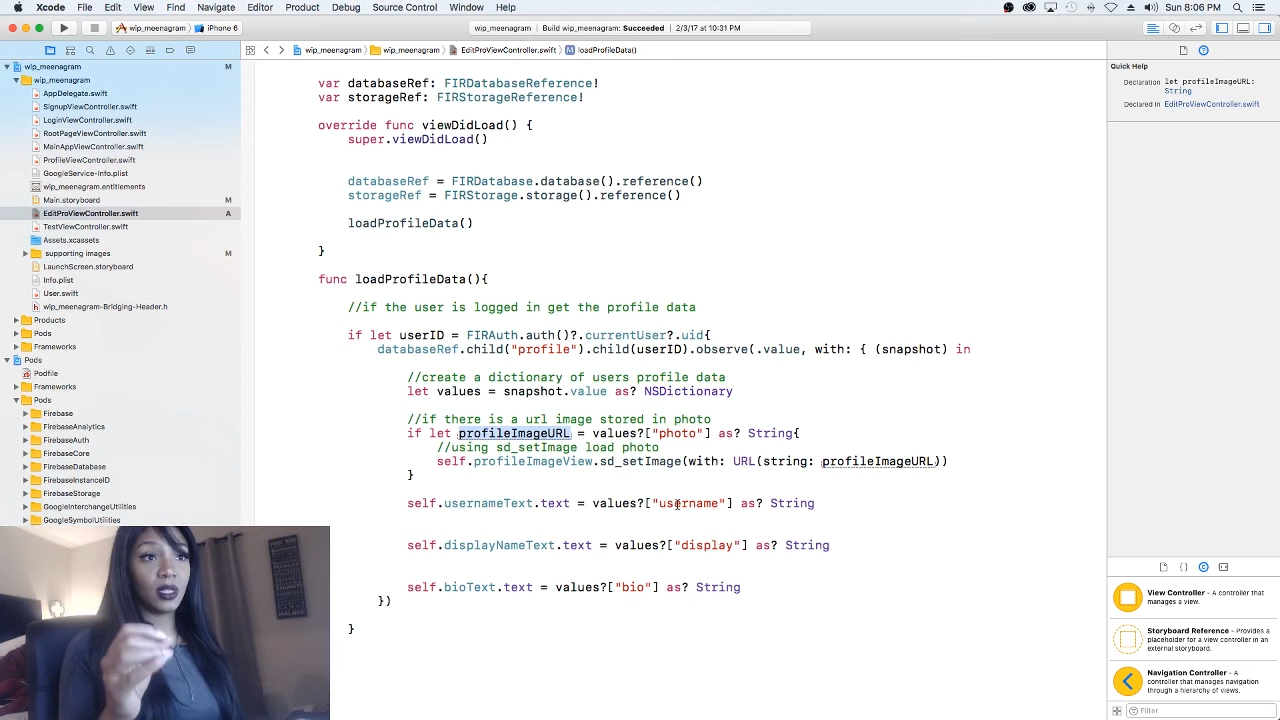 Xcode File Edit View Find Navigate Editor Product Debug Source Control Window Help
Sun 8:06 PM
wip_meenagram iPhone 6
wip_meenagram Build wip_meenagram: Succeeded 2/3/17 at 10:31 PM
wip_meenagram wip_meenagram EditProViewController.swift M loadProfileData()
wip_meenagram M
wip_meenagram
AppDelegate.swift
SignupViewController.swift
LoginViewController.swift
RootPageViewController.swift
MainAppViewController.swift
ProfileViewController.swift
GoogleService-Info.plist
wip_meenagram.entitlements
Main.storyboard M
EditProViewController.swift A
TestViewController.swift
Assets.xcassets
supporting images M
LaunchScreen.storyboard
Info.plist
User.swift
wip_meenagram-Bridging-Header.h
Products
Pods
Frameworks
Pods
Podfile
Frameworks
Pods
Firebase
FirebaseAnalytics
FirebaseAuth
FirebaseCore
FirebaseDatabase
FirebaseInstanceID
FirebaseStorage
GoogleInterchangeUtilities
GoogleSymbolUtilities
var databaseRef: FIRDatabaseReference!
var storageRef: FIRStorageReference!
override func viewDidLoad() {
super.viewDidLoad()
databaseRef = FIRDatabase.database().reference()
storageRef = FIRStorage.storage().reference()
loadProfileData()
}
func loadProfileData(){
//if the user is logged in get the profile data
if let userID = FIRAuth.auth()?.currentUser?.uid{
databaseRef.child("profile").child(userID).observe(.value, with: { (snapshot) in
//create a dictionary of users profile data
let values = snapshot.value as? NSDictionary
//if there is a url image stored in photo
if let profileImageURL = values?["photo"] as? String{
//using sd_setImage load photo
self.profileImageView.sd_setImage(with: URL(string: profileImageURL))
}
self.usernameText.text = values?["username"] as? String
self.displayNameText.text = values?["display"] as? String
self.bioText.text = values?["bio"] as? String
})
}
Quick Help
Declaration let profileImageURL:
String
Declared in EditProViewController.swift
View Controller - A controller that
manages a view.
Storyboard Reference - Provides a
placeholder for a view controller in an
external storyboard.
Navigation Controller - A
controller that manages navigation
through a hierarchy of views.
Filter